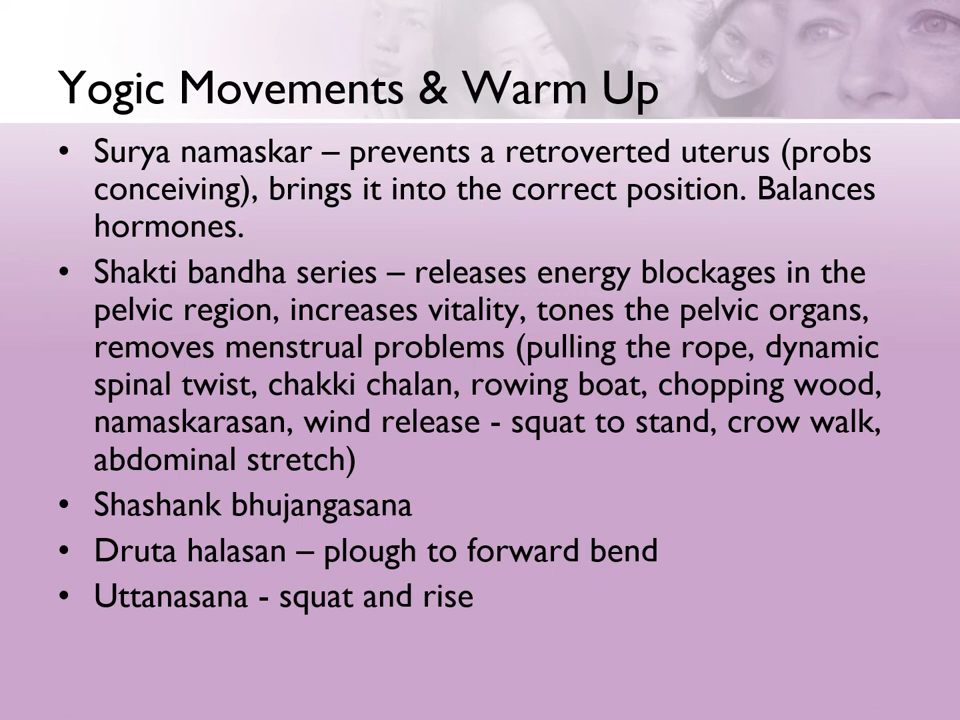 Yogic Movements & Warm Up
• Surya namaskar – prevents a retroverted uterus (probs
conceiving), brings it into the correct position. Balances
hormones.
• Shakti bandha series – releases energy blockages in the
pelvic region, increases vitality, tones the pelvic organs,
removes menstrual problems (pulling the rope, dynamic
spinal twist, chakki chalan, rowing boat, chopping wood,
namaskarasan, wind release - squat to stand, crow walk,
abdominal stretch)
• Shashank bhujangasana
• Druta halasan – plough to forward bend
• Uttanasana - squat and rise